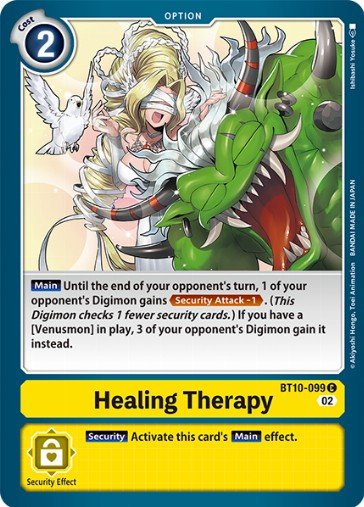 OPTION
Cost
2
Ishibashi Yosuke
Main Until the end of your opponent's turn, 1 of your
opponent's Digimon gains Security Attack -1. (This
Digimon checks 1 fewer security cards.) If you have a
[Venusmon] in play, 3 of your opponent's Digimon gain it
instead.
©Akiyoshi Hongo, Toei Animation BANDAI MADE IN JAPAN
BT10-099 C
Healing Therapy
02
Security Activate this card's Main effect.
Security Effect